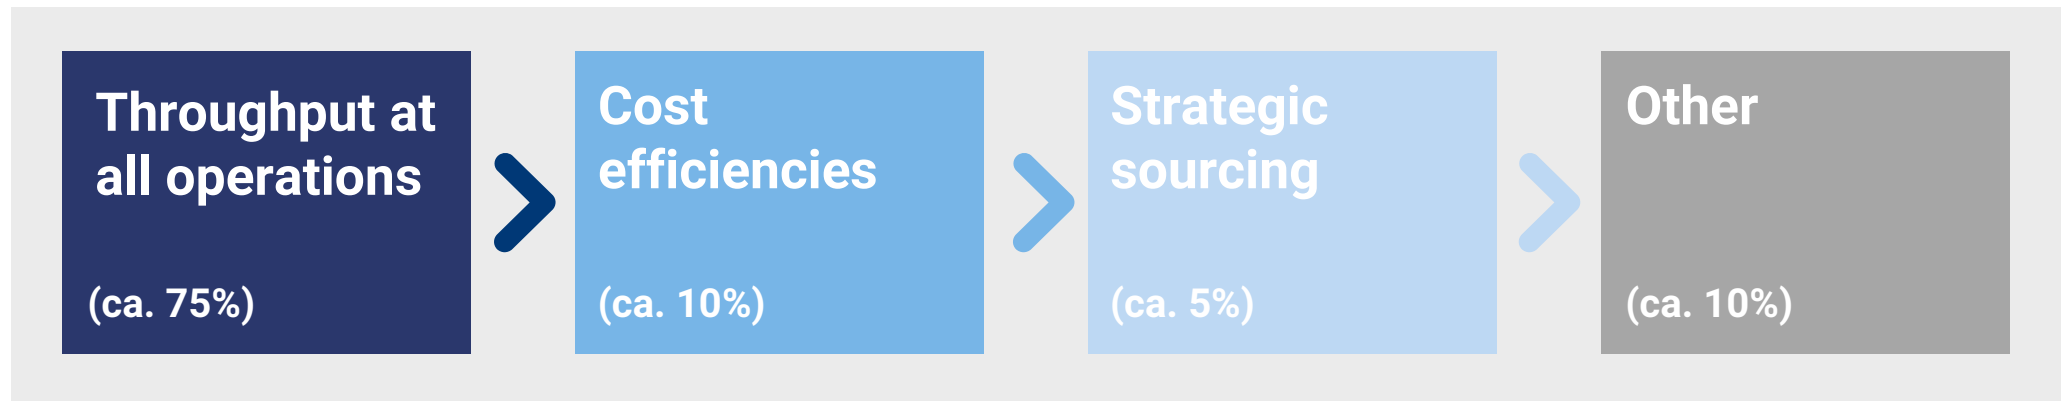 Throughput at
all operations
(ca. 75%)
Cost
efficiencies
(ca. 10%)
Strategic
sourcing
(ca. 5%)
Other
(ca. 10%)